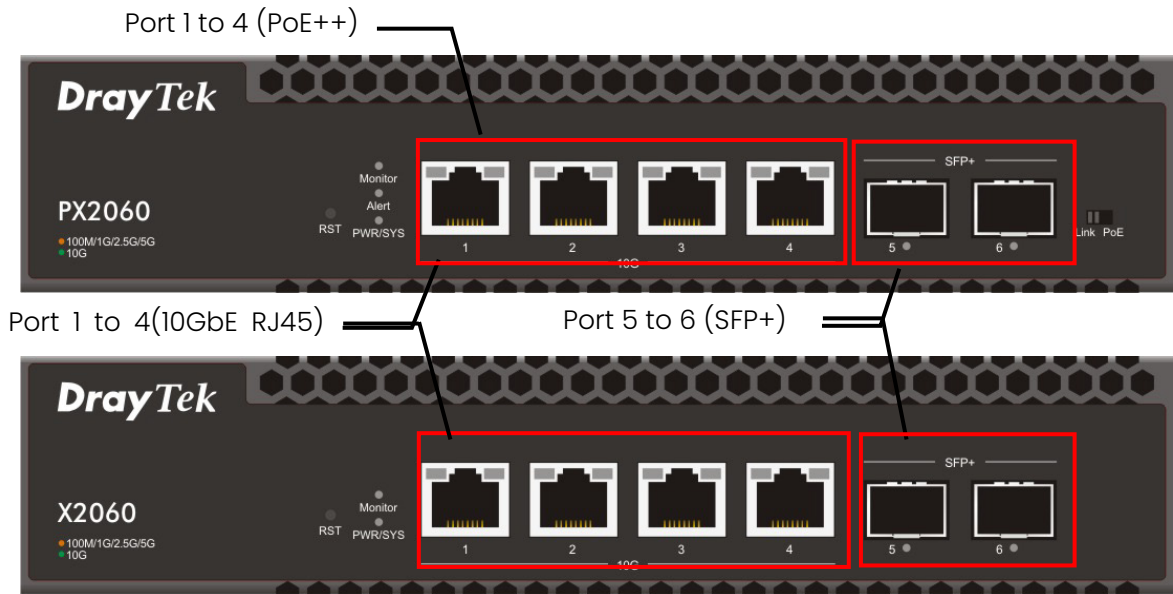 Port 1 to 4 (PoE++)
DrayTek
SFP+
Monitor
Alert
PX2060
RST PWR/SYS
Link PoE
100M/1G/2.5G/5G
10G
1 2 3 4 5 6
10G
Port 1 to 4(10GbE RJ45)
Port 5 to 6 (SFP+)
DrayTek
SFP+
Monitor
X2060
RST PWR/SYS
100M/1G/2.5G/5G
10G
1 2 3 4 5 6
10G